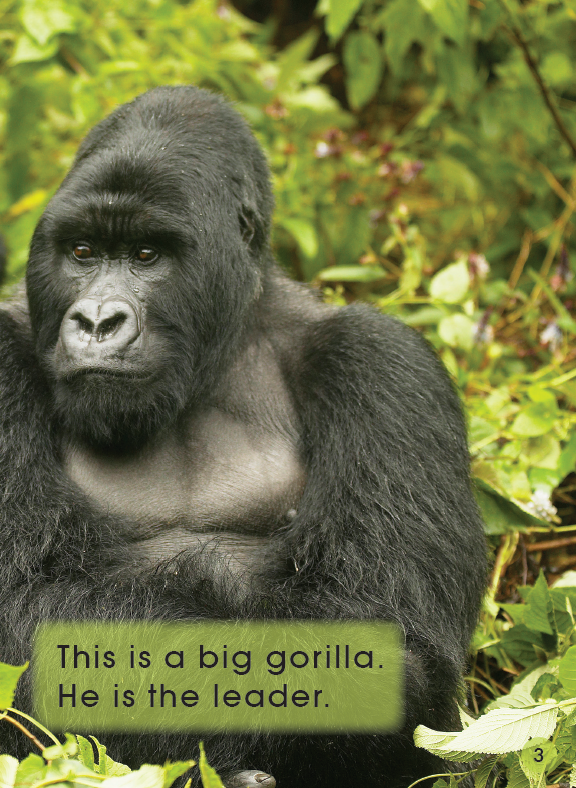 This is a big gorilla.
He is the leader.
3